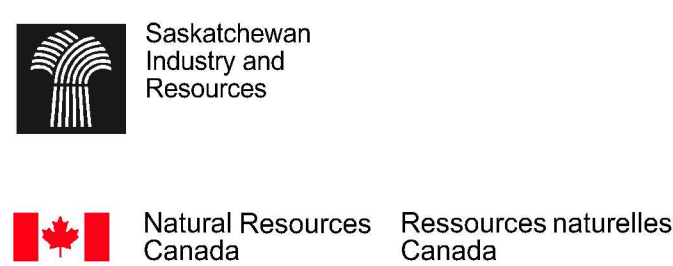 Saskatchewan
Industry and
Resources
Natural Resources
Canada
Ressources naturelles
Canada